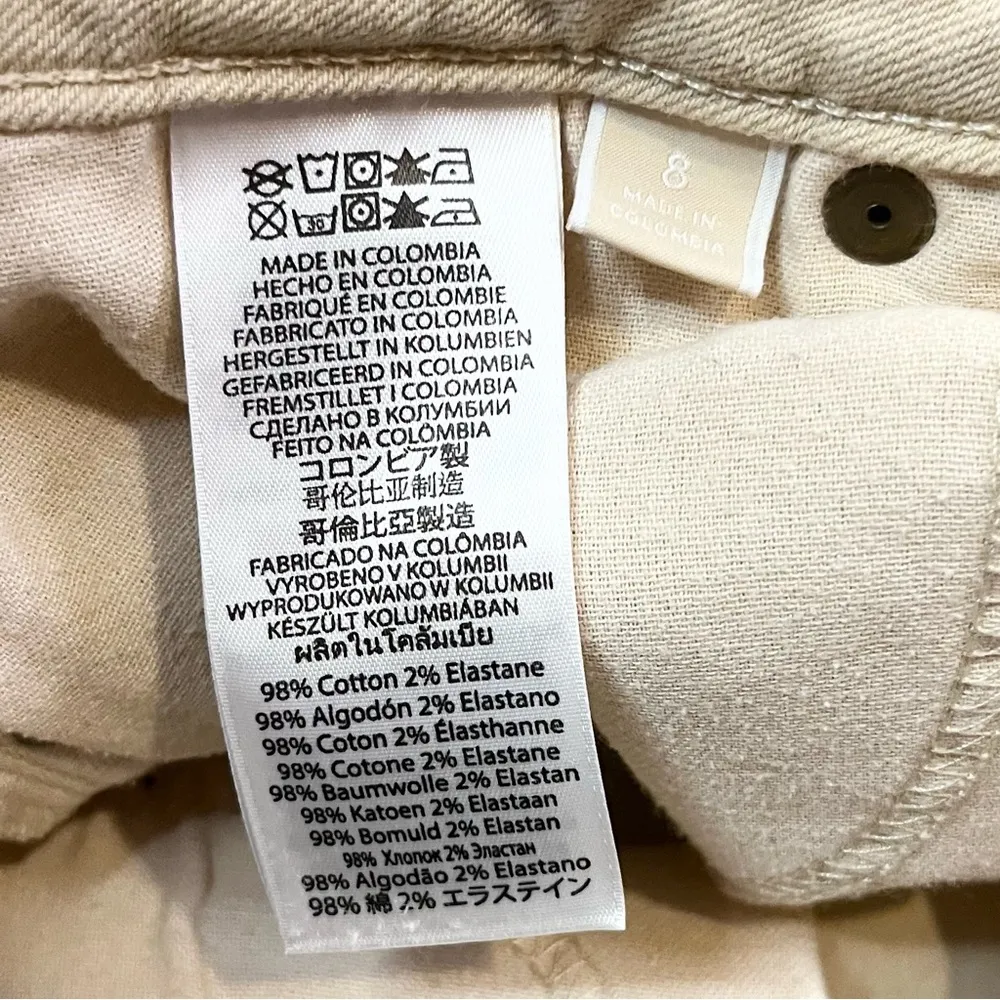 30
MADE IN COLOMBIA
HECHO EN COLOMBIA
FABRIQUÉ EN COLOMBIE
FABBRICATO IN COLOMBIA
HERGESTELLT IN KOLUMBIEN
GEFABRICEERD IN COLOMBIA
FREMSTILLET I COLOMBIA
СДЕЛАНО В КОЛУМБИИ
FEITO NA COLÔMBIA
コロンビア製
哥伦比亚制造
哥倫比亞製造
FABRICADO NA COLÔMBIA
VYROBENO V KOLUMBII
WYPRODUKOWANO W KOLUMBII
KÉSZÜLT KOLUMBIÁBAN
ผลิตในโคลัมเบีย
98% Cotton 2% Elastane
98% Algodón 2% Elastano
98% Coton 2% Élasthanne
98% Cotone 2% Elastane
98% Baumwolle 2% Elastan
98% Katoen 2% Elastaan
98% Bomuld 2% Elastan
98% Хлопок 2% Эластан
98% Algodão 2% Elastano
98% 綿 2% エラステイン
8
MADE IN
COLOMBIA